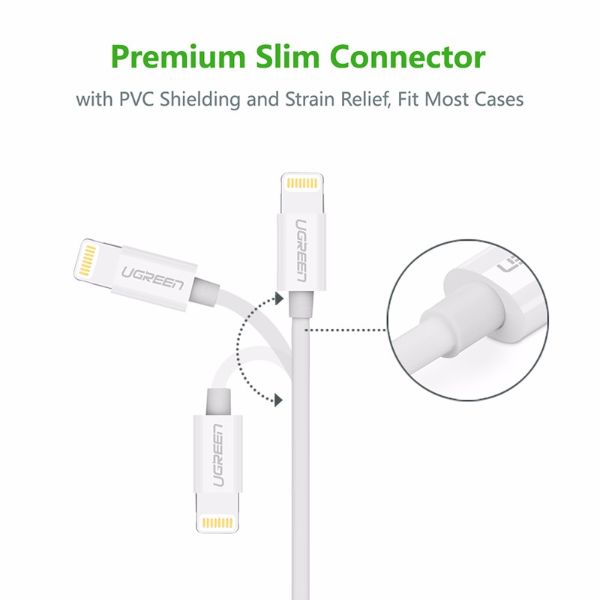 Premium Slim Connector
with PVC Shielding and Strain Relief, Fit Most Cases
UGREEN
UGREEN
UGREEN